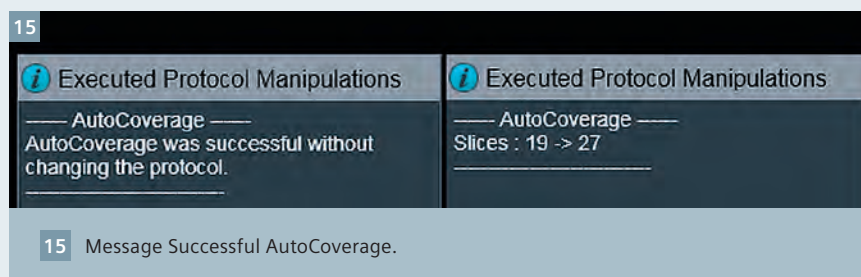 15
i Executed Protocol Manipulations
—— AutoCoverage ——
AutoCoverage was successful without
changing the protocol.
——————————
i Executed Protocol Manipulations
—— AutoCoverage ——
Slices : 19 -> 27
——————————
15 Message Successful AutoCoverage.